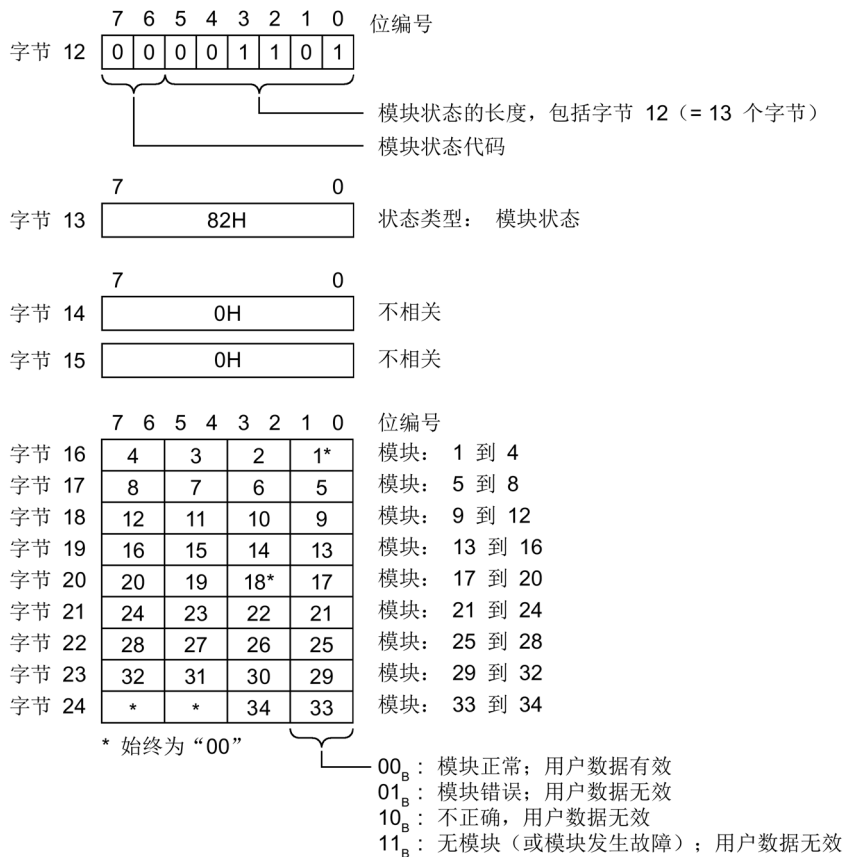 7 6 5 4 3 2 1 0 位编号
字节 12 0 0 0 0 1 1 0 1
模块状态的长度，包括字节 12（= 13 个字节）
模块状态代码
7 0
字节 13 82H 状态类型： 模块状态
7 0
字节 14 0H 不相关
字节 15 0H 不相关
7 6 5 4 3 2 1 0 位编号
字节 16 4 3 2 1* 模块： 1 到 4
字节 17 8 7 6 5 模块： 5 到 8
字节 18 12 11 10 9 模块： 9 到 12
字节 19 16 15 14 13 模块： 13 到 16
字节 20 20 19 18* 17 模块： 17 到 20
字节 21 24 23 22 21 模块： 21 到 24
字节 22 28 27 26 25 模块： 25 到 28
字节 23 32 31 30 29 模块： 29 到 32
字节 24 * * 34 33 模块： 33 到 34
* 始终为“00”
00B： 模块正常；用户数据有效
01B： 模块错误；用户数据无效
10B： 不正确，用户数据无效
11B： 无模块（或模块发生故障）；用户数据无效